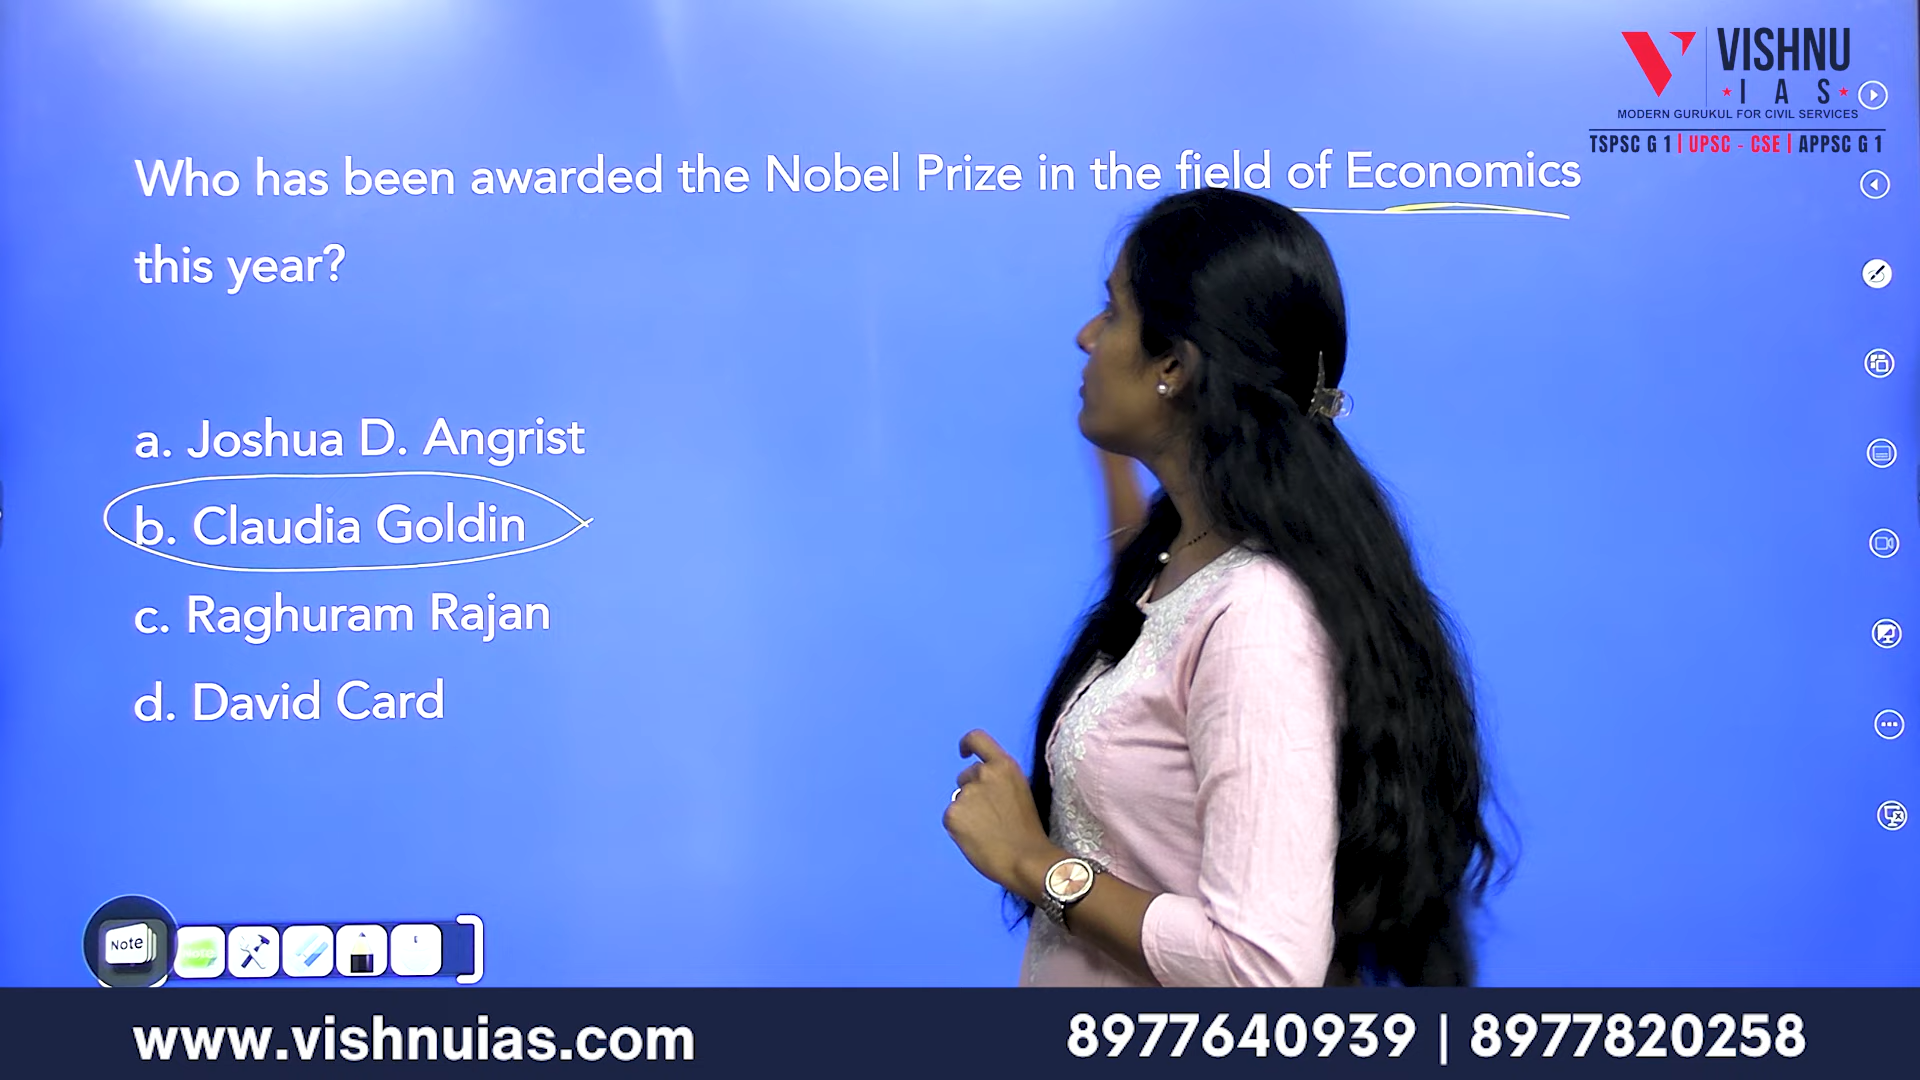 VISHNU
IAS
MODERN GURUKUL FOR CIVIL SERVICES
TSPSC G 1 | UPSC - CSE | APPSC G 1
Who has been awarded the Nobel Prize in the field of Economics
this year?
a. Joshua D. Angrist
b. Claudia Goldin
c. Raghuram Rajan
d. David Card
Note
www.vishnuias.com
8977640939 | 8977820258